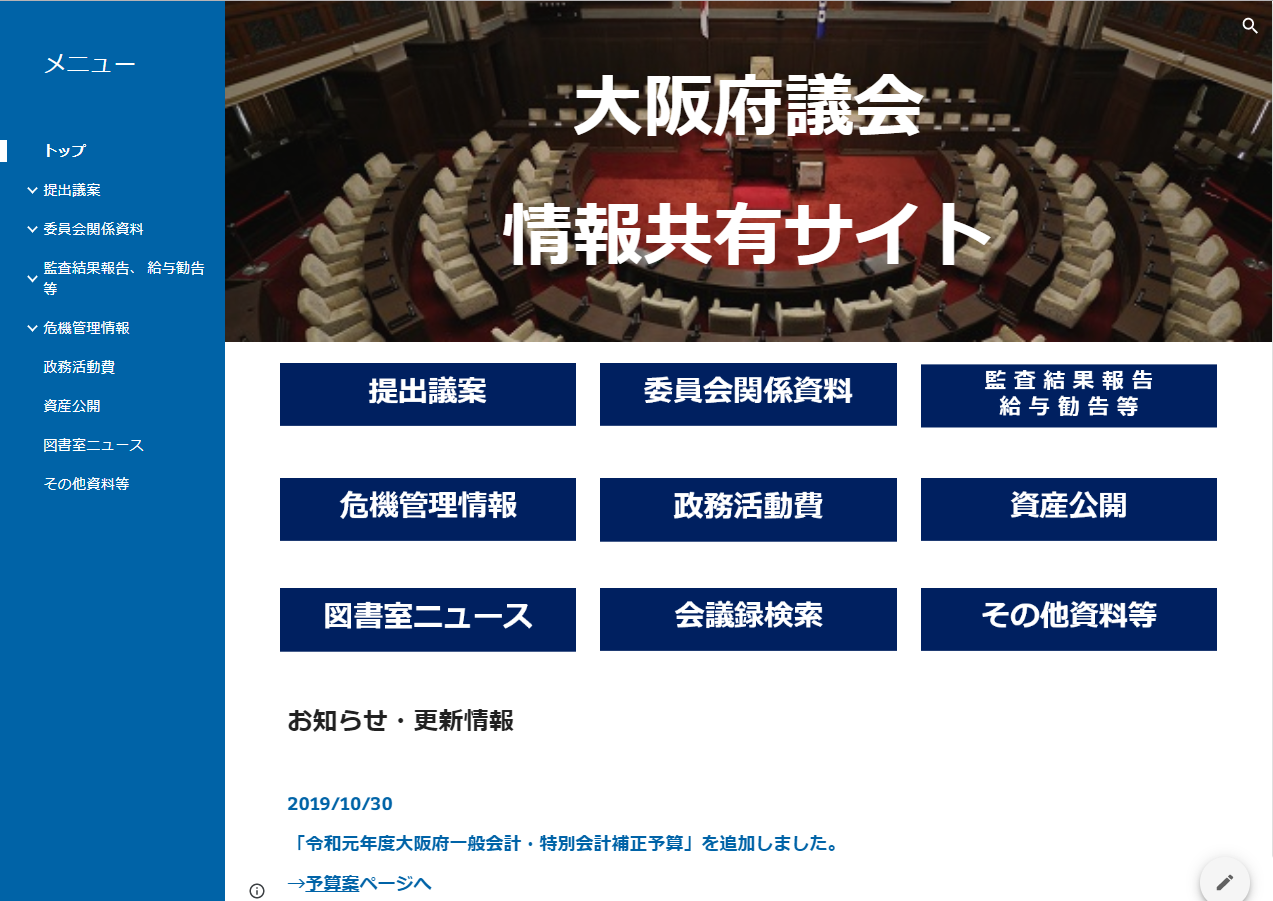 メニュー
トップ
提出議案
委員会関係資料
監査結果報告、 給与勧告
等
危機管理情報
政務活動費
資産公開
図書室ニュース
その他資料等
大阪府議会
情報共有サイト
提出議案
委員会関係資料
監査結果報告
給与勧告等
危機管理情報
政務活動費
資産公開
図書室ニュース
会議録検索
その他資料等
お知らせ・更新情報
2019/10/30
「令和元年度大阪府一般会計・特別会計補正予算」を追加しました。
→予算案ページへ